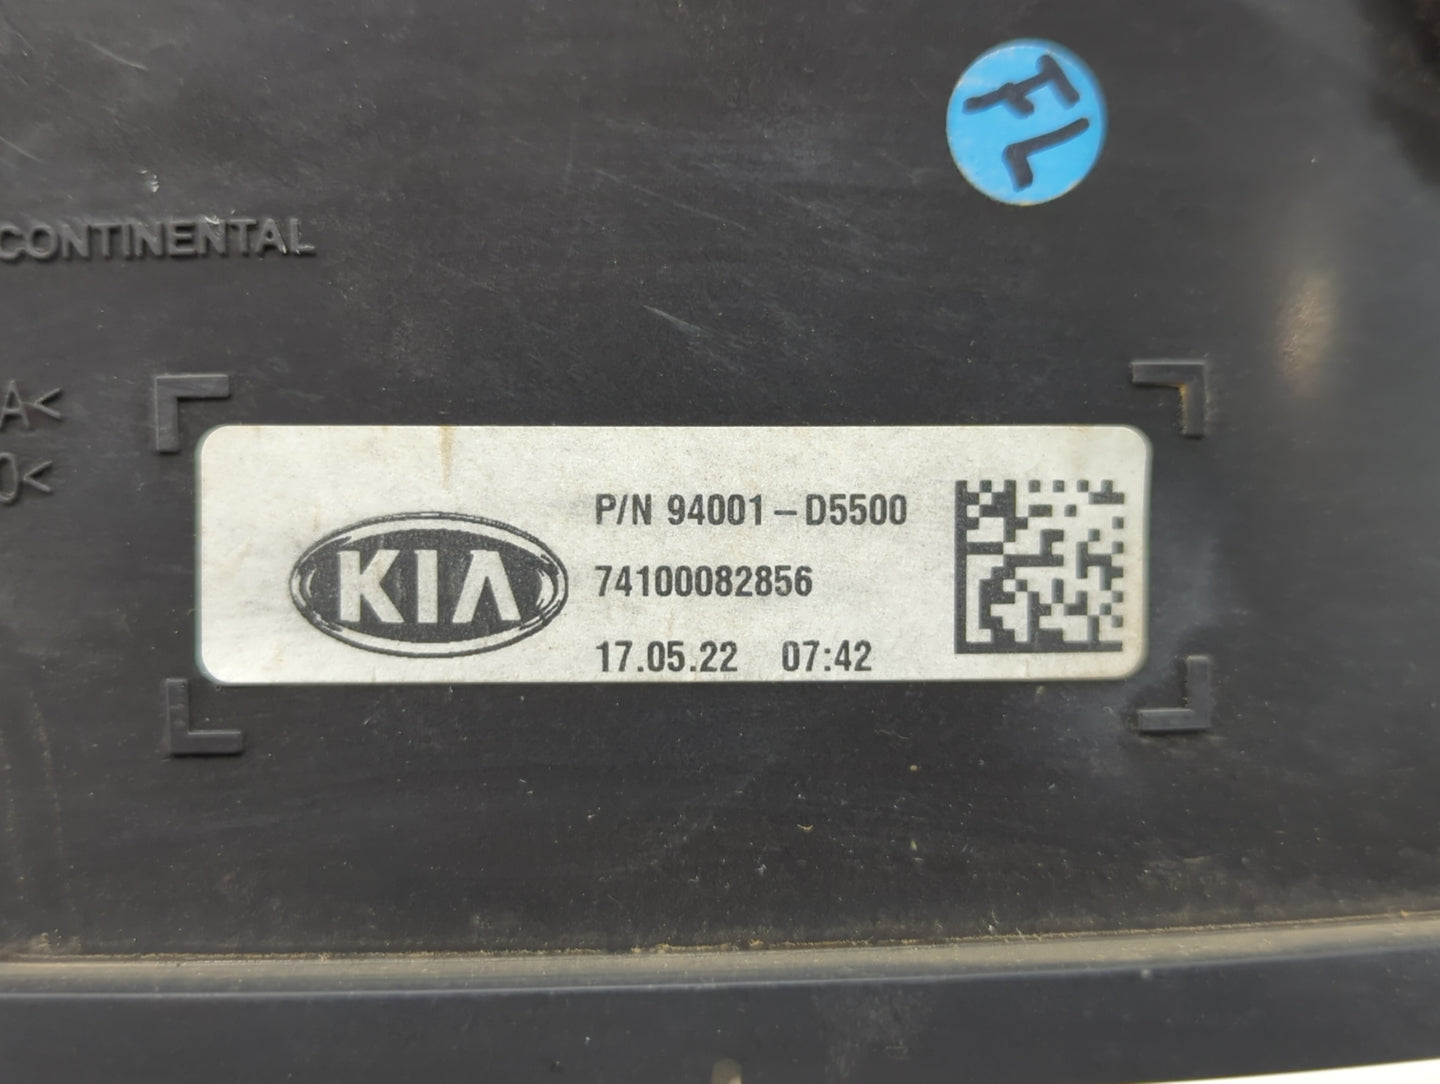 FL
CONTINENTAL
A<
0<
KIA
P/N 94001-D5500
74100082856
17.05.22 07:42